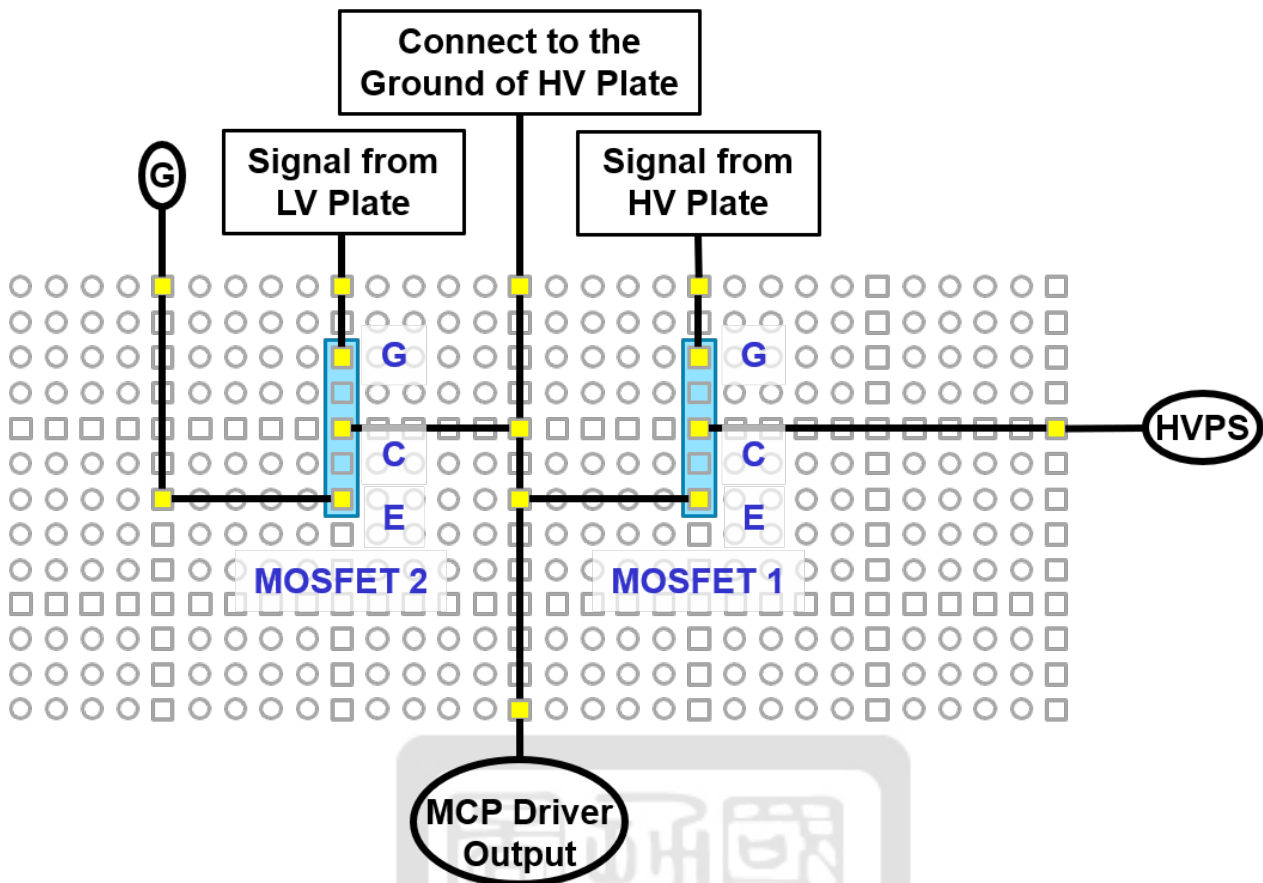 Connect to the
Ground of HV Plate
G
Signal from
LV Plate
Signal from
HV Plate
G
G
HVPS
C
C
E
E
MOSFET 2
MOSFET 1
MCP Driver
Output